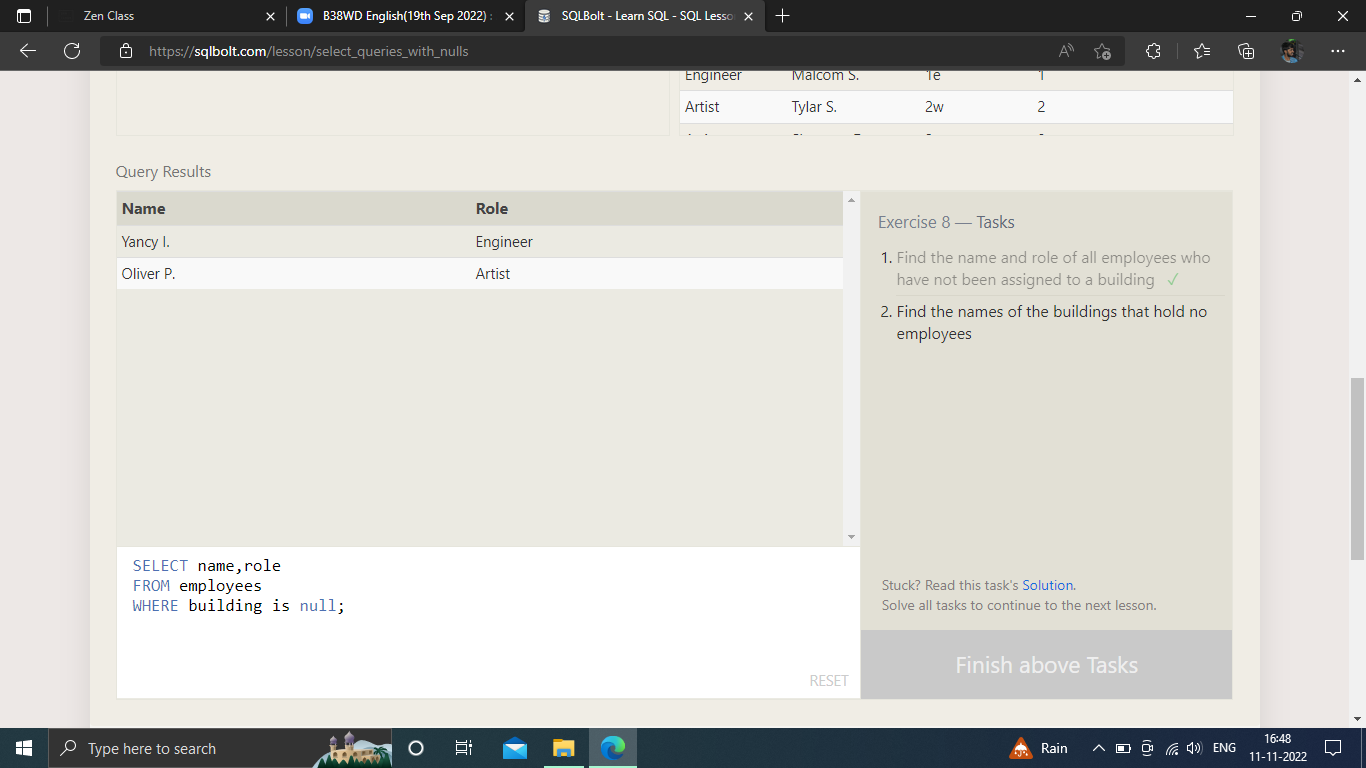 Zen Class
B38WD English(19th Sep 2022) :
SQLBolt - Learn SQL - SQL Lesso
https://sqlbolt.com/lesson/select_queries_with_nulls
Engineer Malcom S. 1e 1
Artist Tylar S. 2w 2
Query Results
Name Role
Yancy I. Engineer
Oliver P. Artist
Exercise 8 — Tasks
1. Find the name and role of all employees who
have not been assigned to a building ✓
2. Find the names of the buildings that hold no
employees
Stuck? Read this task's Solution.
Solve all tasks to continue to the next lesson.
Finish above Tasks
SELECT name,role
FROM employees
WHERE building is null;
RESET
Type here to search
Rain
ENG
16:48
11-11-2022